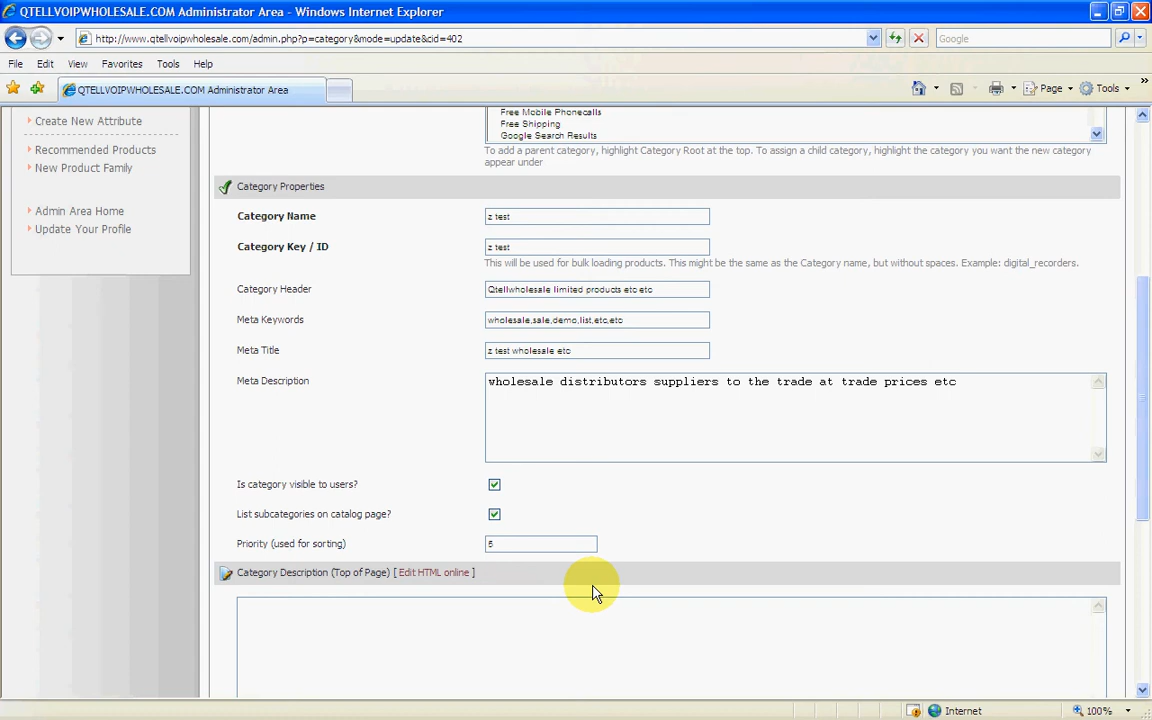 QTELLVOIPWHOLESALE.COM Administrator Area - Windows Internet Explorer
http://www.qtellvoipwholesale.com/admin.php?p=category&mode=update&cid=402
Google
File Edit View Favorites Tools Help
QTELLVOIPWHOLESALE.COM Administrator Area
Page Tools
Create New Attribute
Recommended Products
New Product Family
Admin Area Home
Update Your Profile
Free Mobile Phonecalls
Free Shipping
Google Search Results
To add a parent category, highlight Category Root at the top. To assign a child category, highlight the category you want the new category
appear under
Category Properties
Category Name z test
Category Key / ID z test
This will be used for bulk loading products. This might be the same as the Category name, but without spaces. Example: digital_recorders.
Category Header Qtellwholesale limited products etc etc
Meta Keywords wholesale,sale,demo,list,etc,etc
Meta Title z test wholesale etc
Meta Description wholesale distributors suppliers to the trade at trade prices etc
Is category visible to users?
List subcategories on catalog page?
Priority (used for sorting) 5
Category Description (Top of Page) [ Edit HTML online ]
Internet 100%